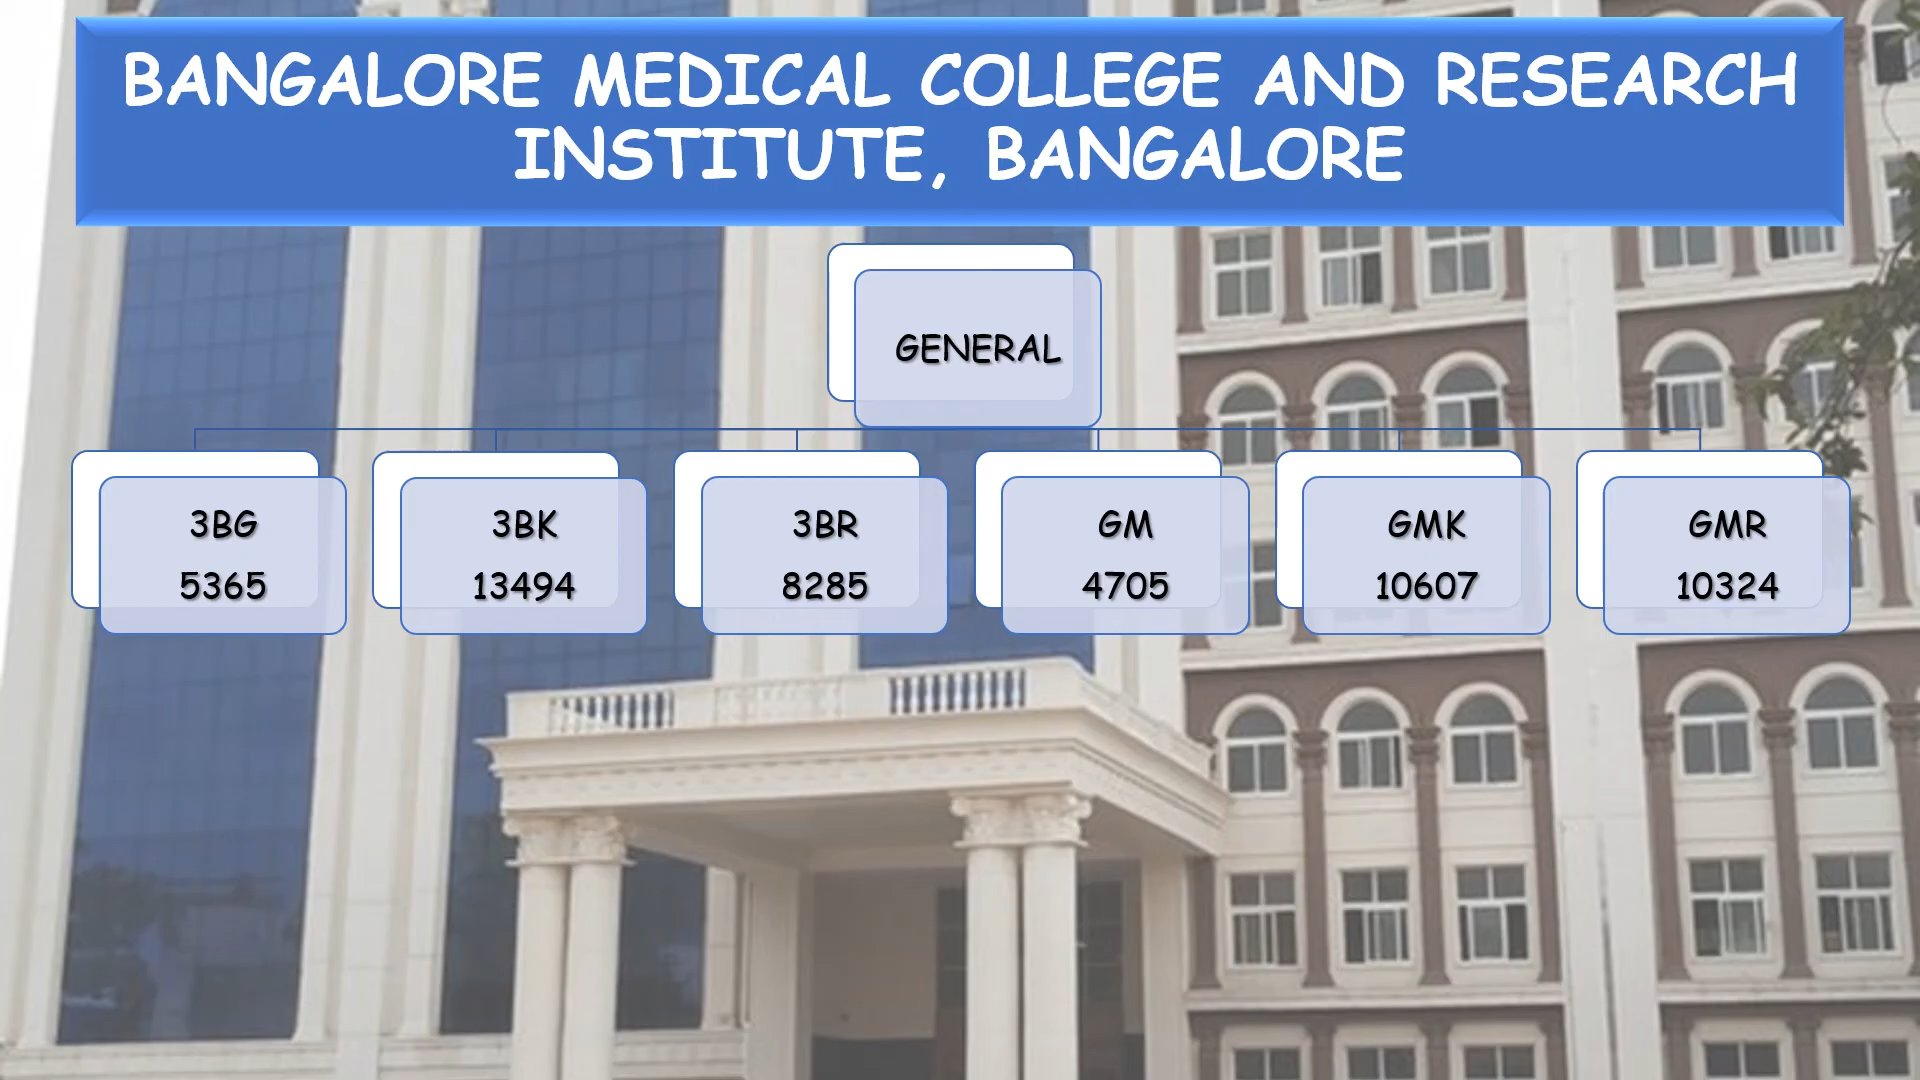 BANGALORE MEDICAL COLLEGE AND RESEARCH
INSTITUTE, BANGALORE
GENERAL
3BG
5365
3BK
13494
3BR
8285
GM
4705
GMK
10607
GMR
10324